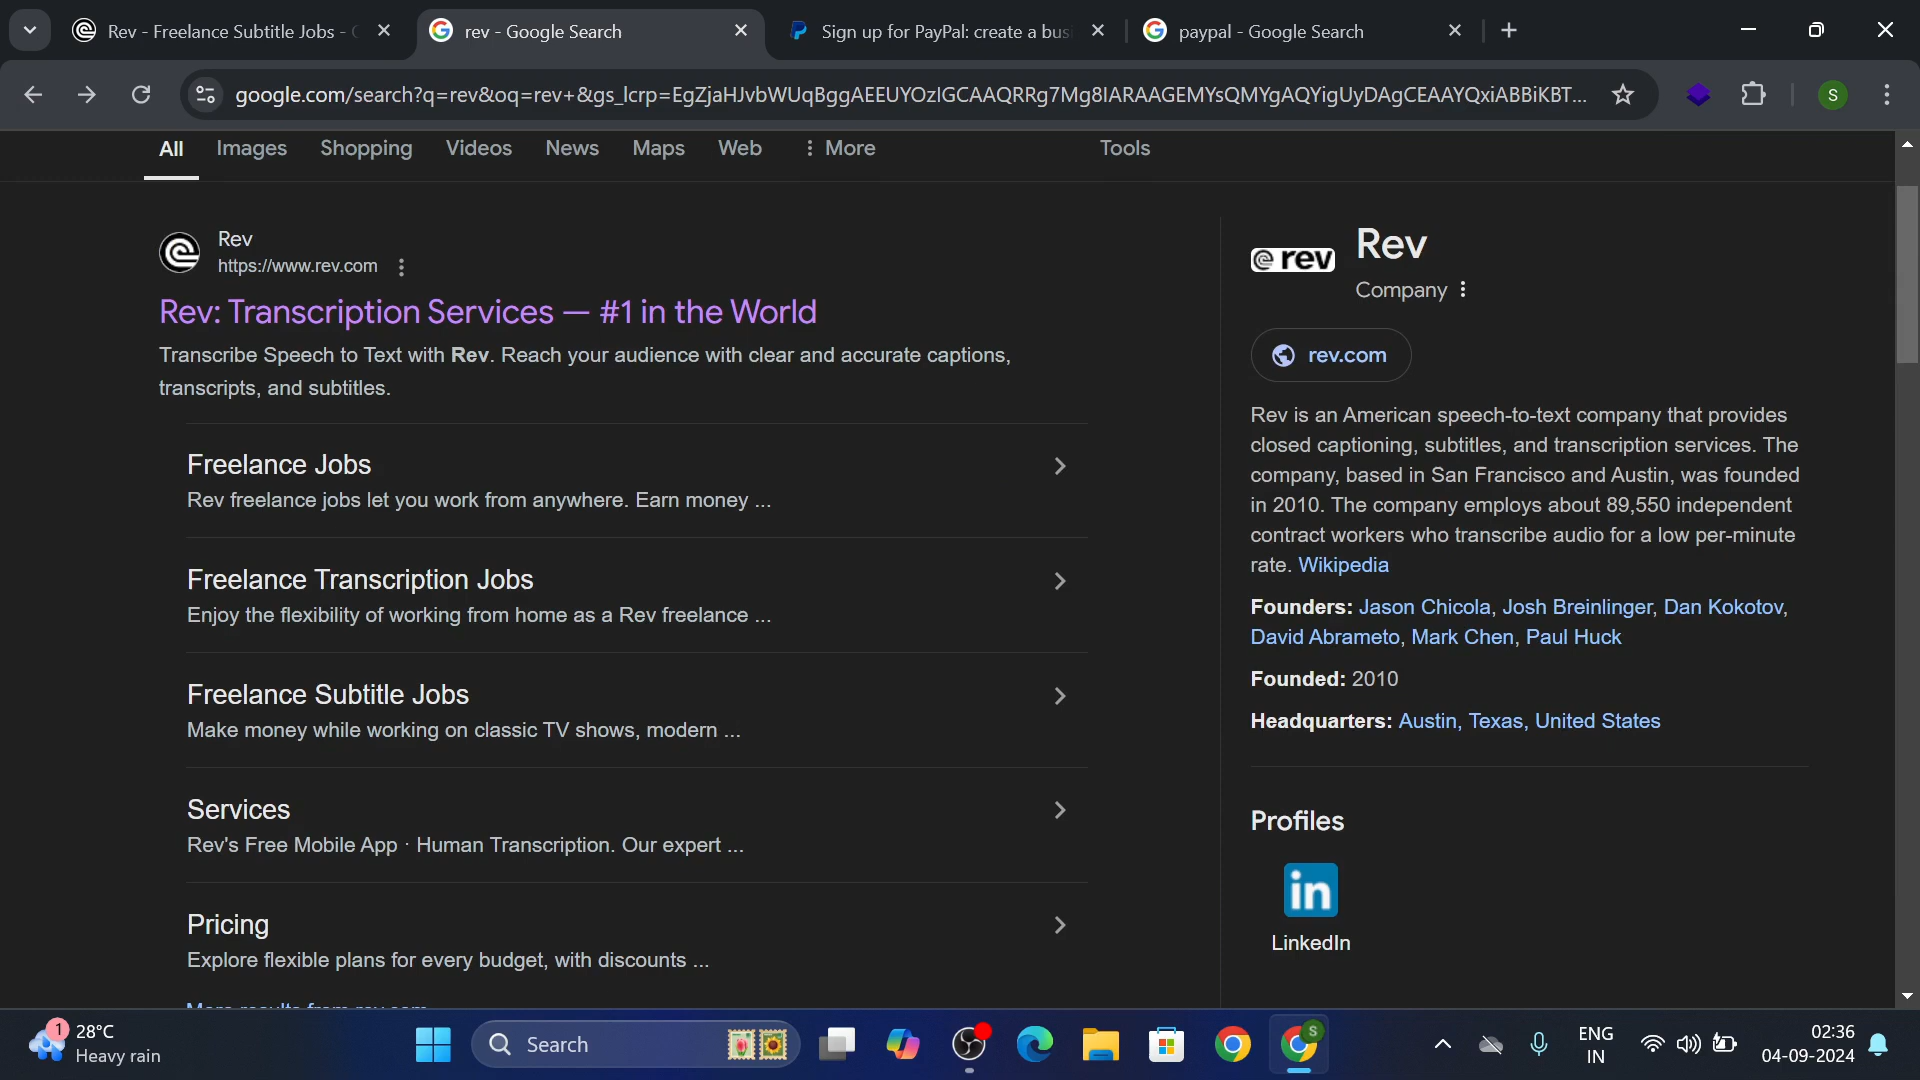 Rev - Freelance Subtitle Jobs -
rev - Google Search
Sign up for PayPal: create a bus
paypal - Google Search
google.com/search?q=rev&oq=rev+&gs_lcrp=EgZjaHJvbWUqBggAEEUYOzIGCAAQRRg7Mg8IARAAGEMYsQMYgAQYigUyDAgCEAAYQxiABBiKBT...
S
All Images Shopping Videos News Maps Web More Tools
Rev
https://www.rev.com
Rev: Transcription Services — #1 in the World
Transcribe Speech to Text with Rev. Reach your audience with clear and accurate captions,
transcripts, and subtitles.
Freelance Jobs
Rev freelance jobs let you work from anywhere. Earn money ...
Freelance Transcription Jobs
Enjoy the flexibility of working from home as a Rev freelance ...
Freelance Subtitle Jobs
Make money while working on classic TV shows, modern ...
Services
Rev's Free Mobile App · Human Transcription. Our expert ...
Pricing
Explore flexible plans for every budget, with discounts ...
More results from rev.com
rev
Rev
Company
rev.com
Rev is an American speech-to-text company that provides
closed captioning, subtitles, and transcription services. The
company, based in San Francisco and Austin, was founded
in 2010. The company employs about 89,550 independent
contract workers who transcribe audio for a low per-minute
rate. Wikipedia
Founders: Jason Chicola, Josh Breinlinger, Dan Kokotov,
David Abrameto, Mark Chen, Paul Huck
Founded: 2010
Headquarters: Austin, Texas, United States
Profiles
in
LinkedIn
1
28°C
Heavy rain
Search
S
ENG
IN
02:36
04-09-2024